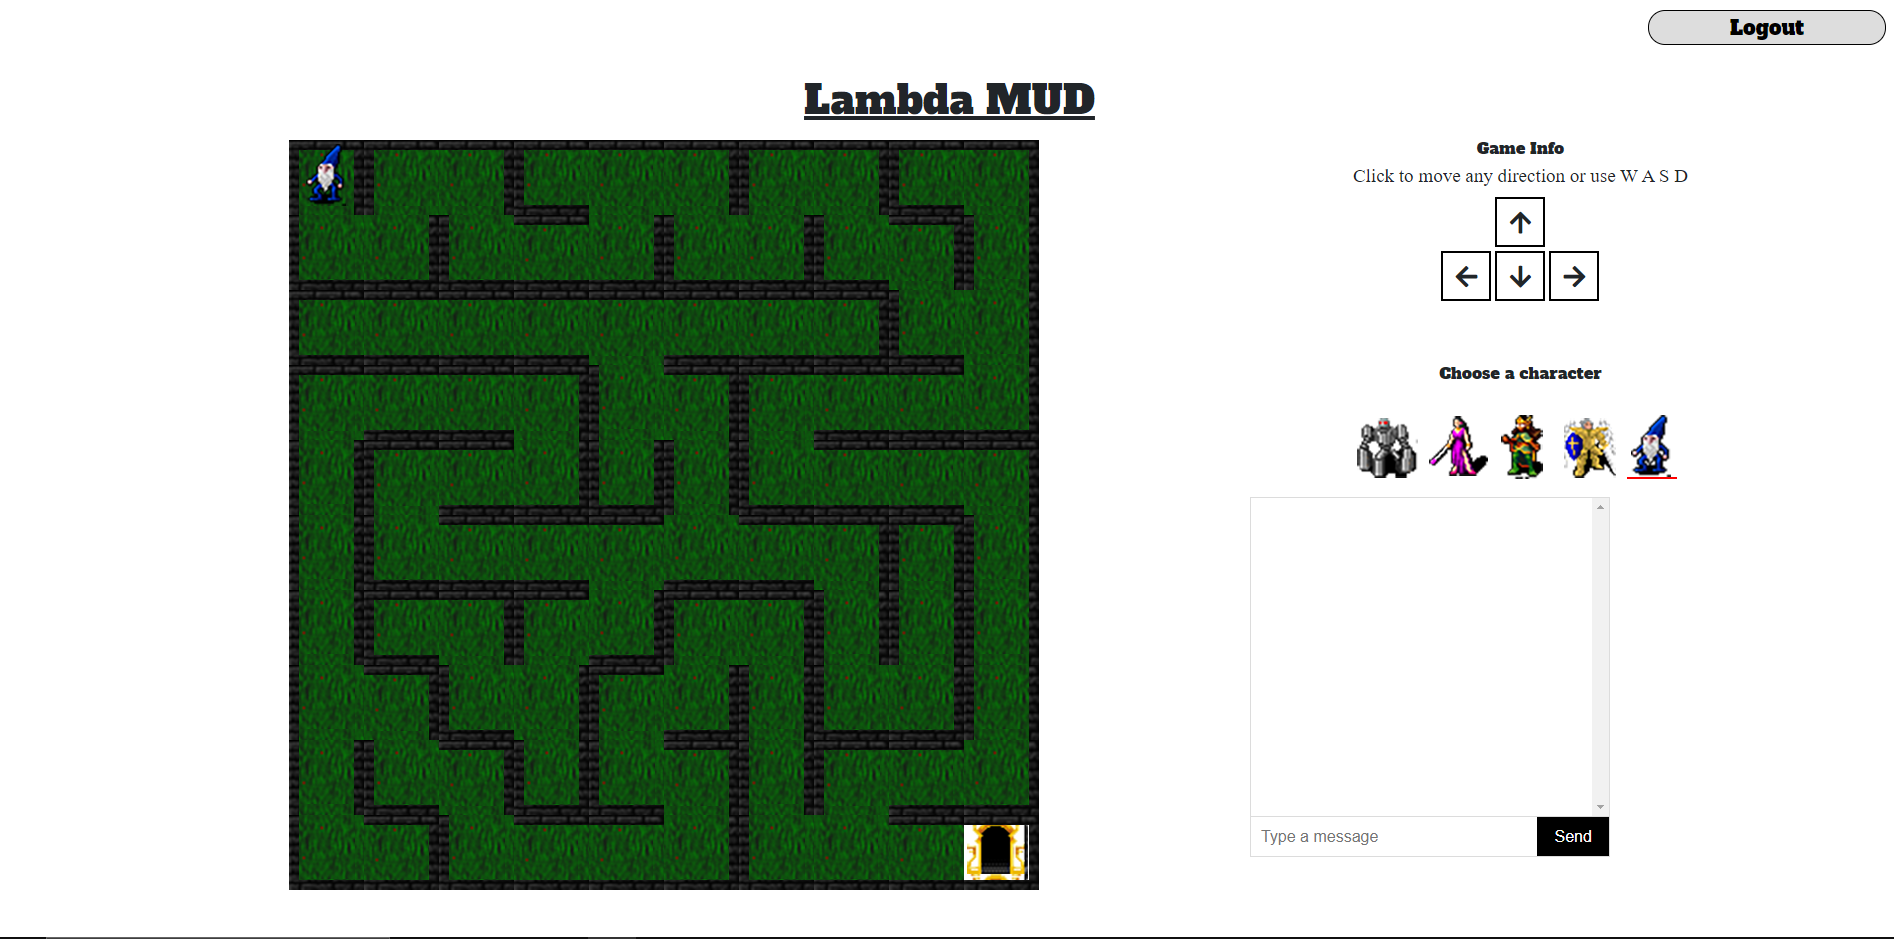 Logout
Lambda MUD
Game Info
Click to move any direction or use W A S D
Choose a character
Type a message
Send